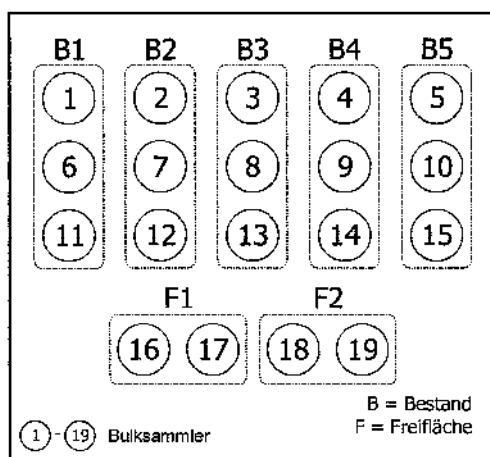 B1 B2 B3 B4 B5
1 2 3 4 5
6 7 8 9 10
11 12 13 14 15
F1 F2
16 17 18 19
B = Bestand
F = Freifläche
1 - 19 Bulksammler